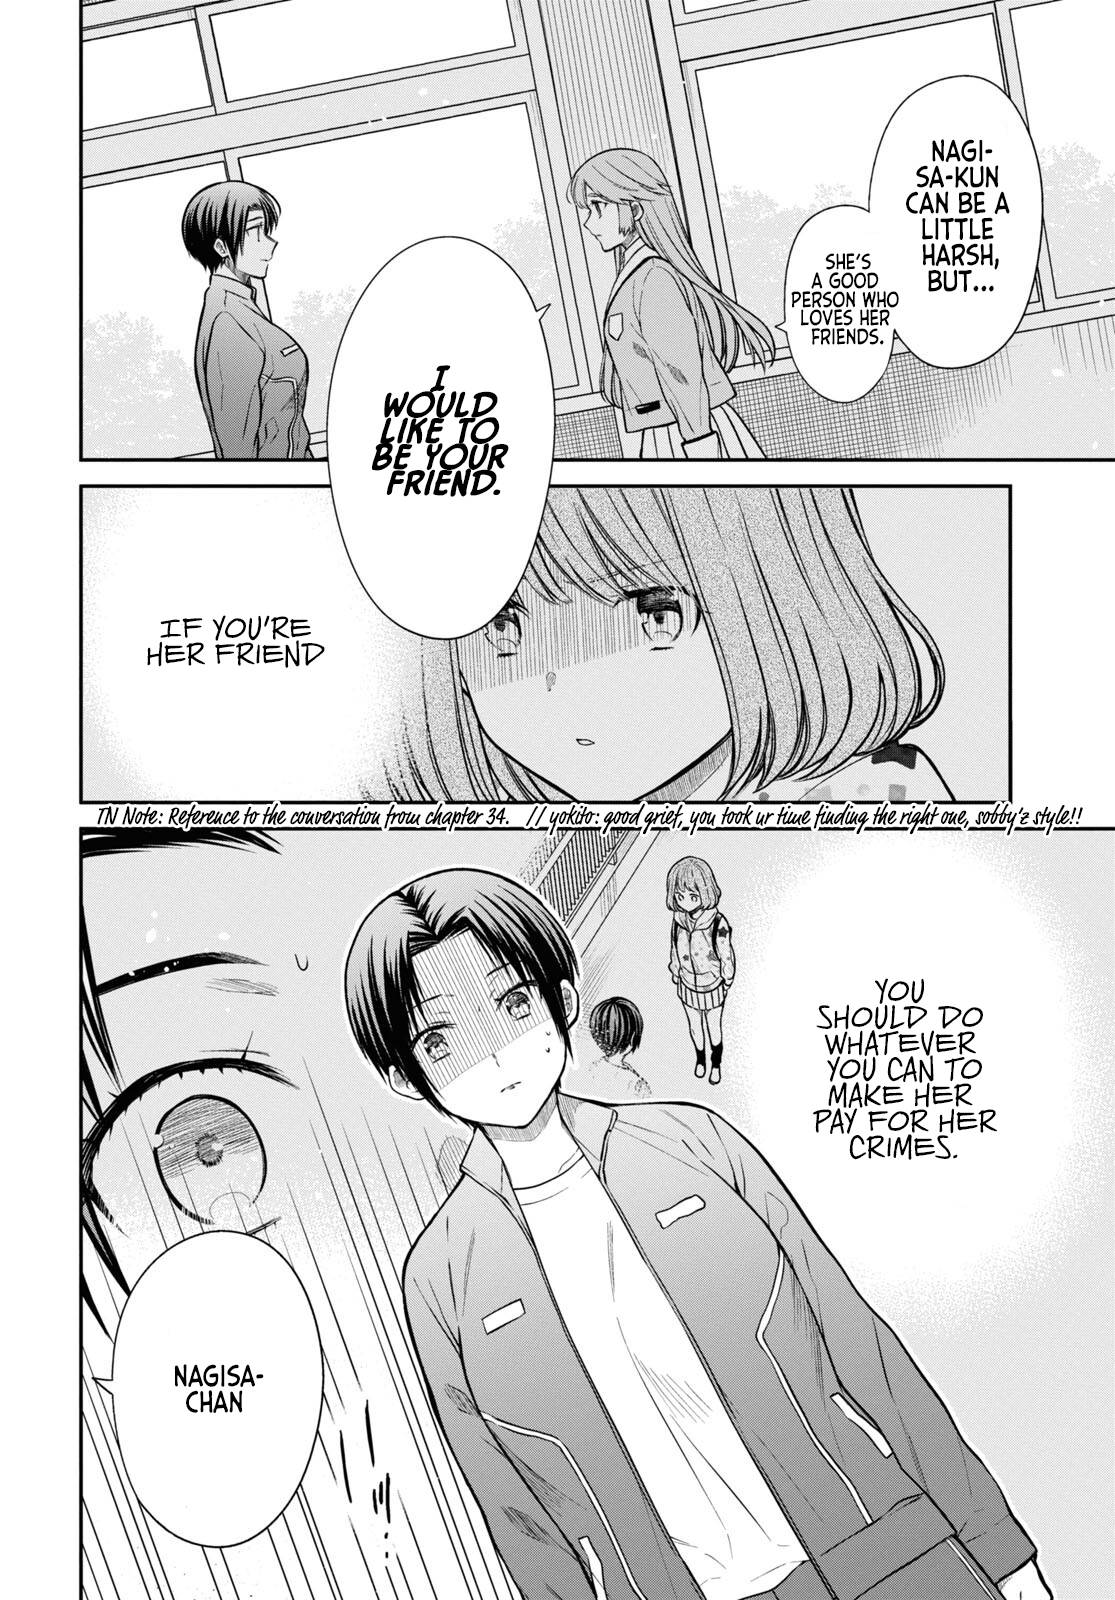 NAGI-
SA-KUN
CAN BE A
LITTLE
HARSH,
BUT...
SHE'S
A GOOD
PERSON WHO
LOVES HER
FRIENDS.
I
WOULD
LIKE TO
BE YOUR
FRIEND.
IF YOU'RE
HER FRIEND
TN Note: Reference to the conversation from chapter 34. // yokito: good grief, you took ur time finding the right one, sobby'z style!!
YOU
SHOULD DO
WHATEVER
YOU CAN TO
MAKE HER
PAY FOR HER
CRIMES.
NAGISA-
CHAN